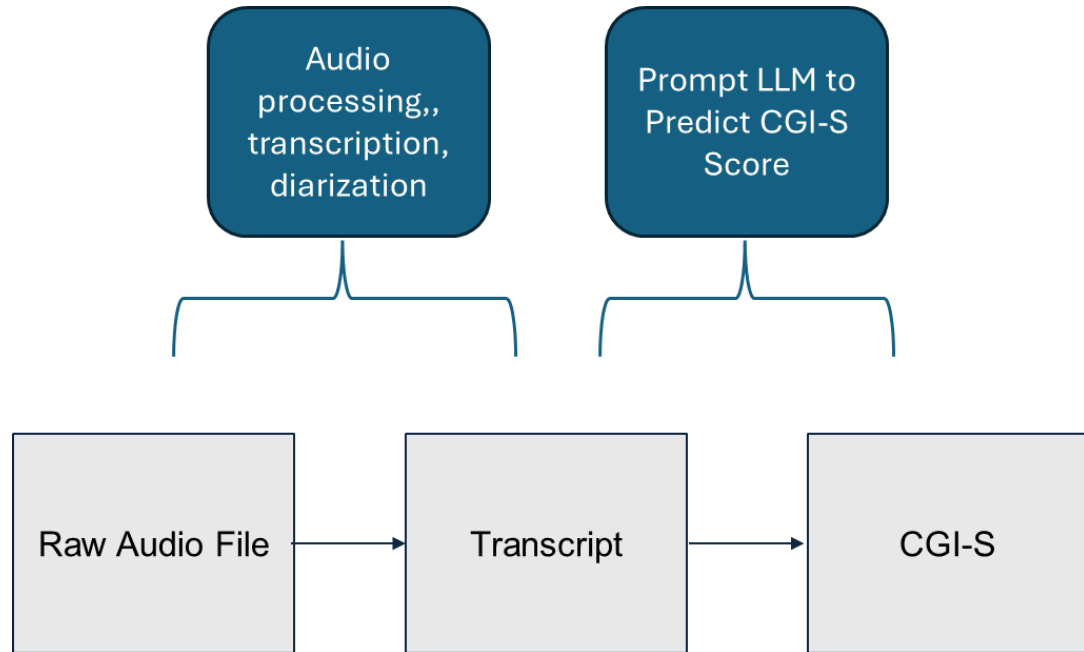 Audio
processing,,
transcription,
diarization
Prompt LLM to
Predict CGI-S
Score
Raw Audio File
Transcript
CGI-S